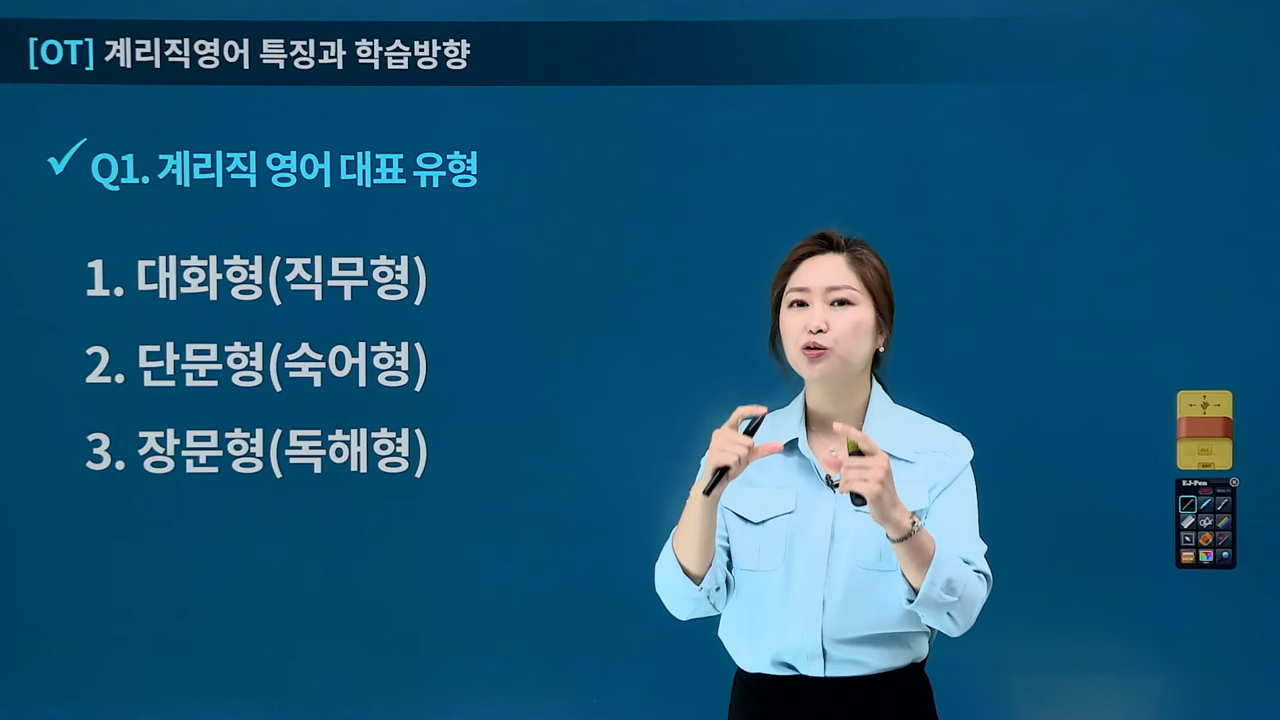 [OT] 계리직영어 특징과 학습방향
Q1. 계리직 영어 대표 유형
1. 대화형(직무형)
2. 단문형(숙어형)
3. 장문형(독해형)
EJ-Pen